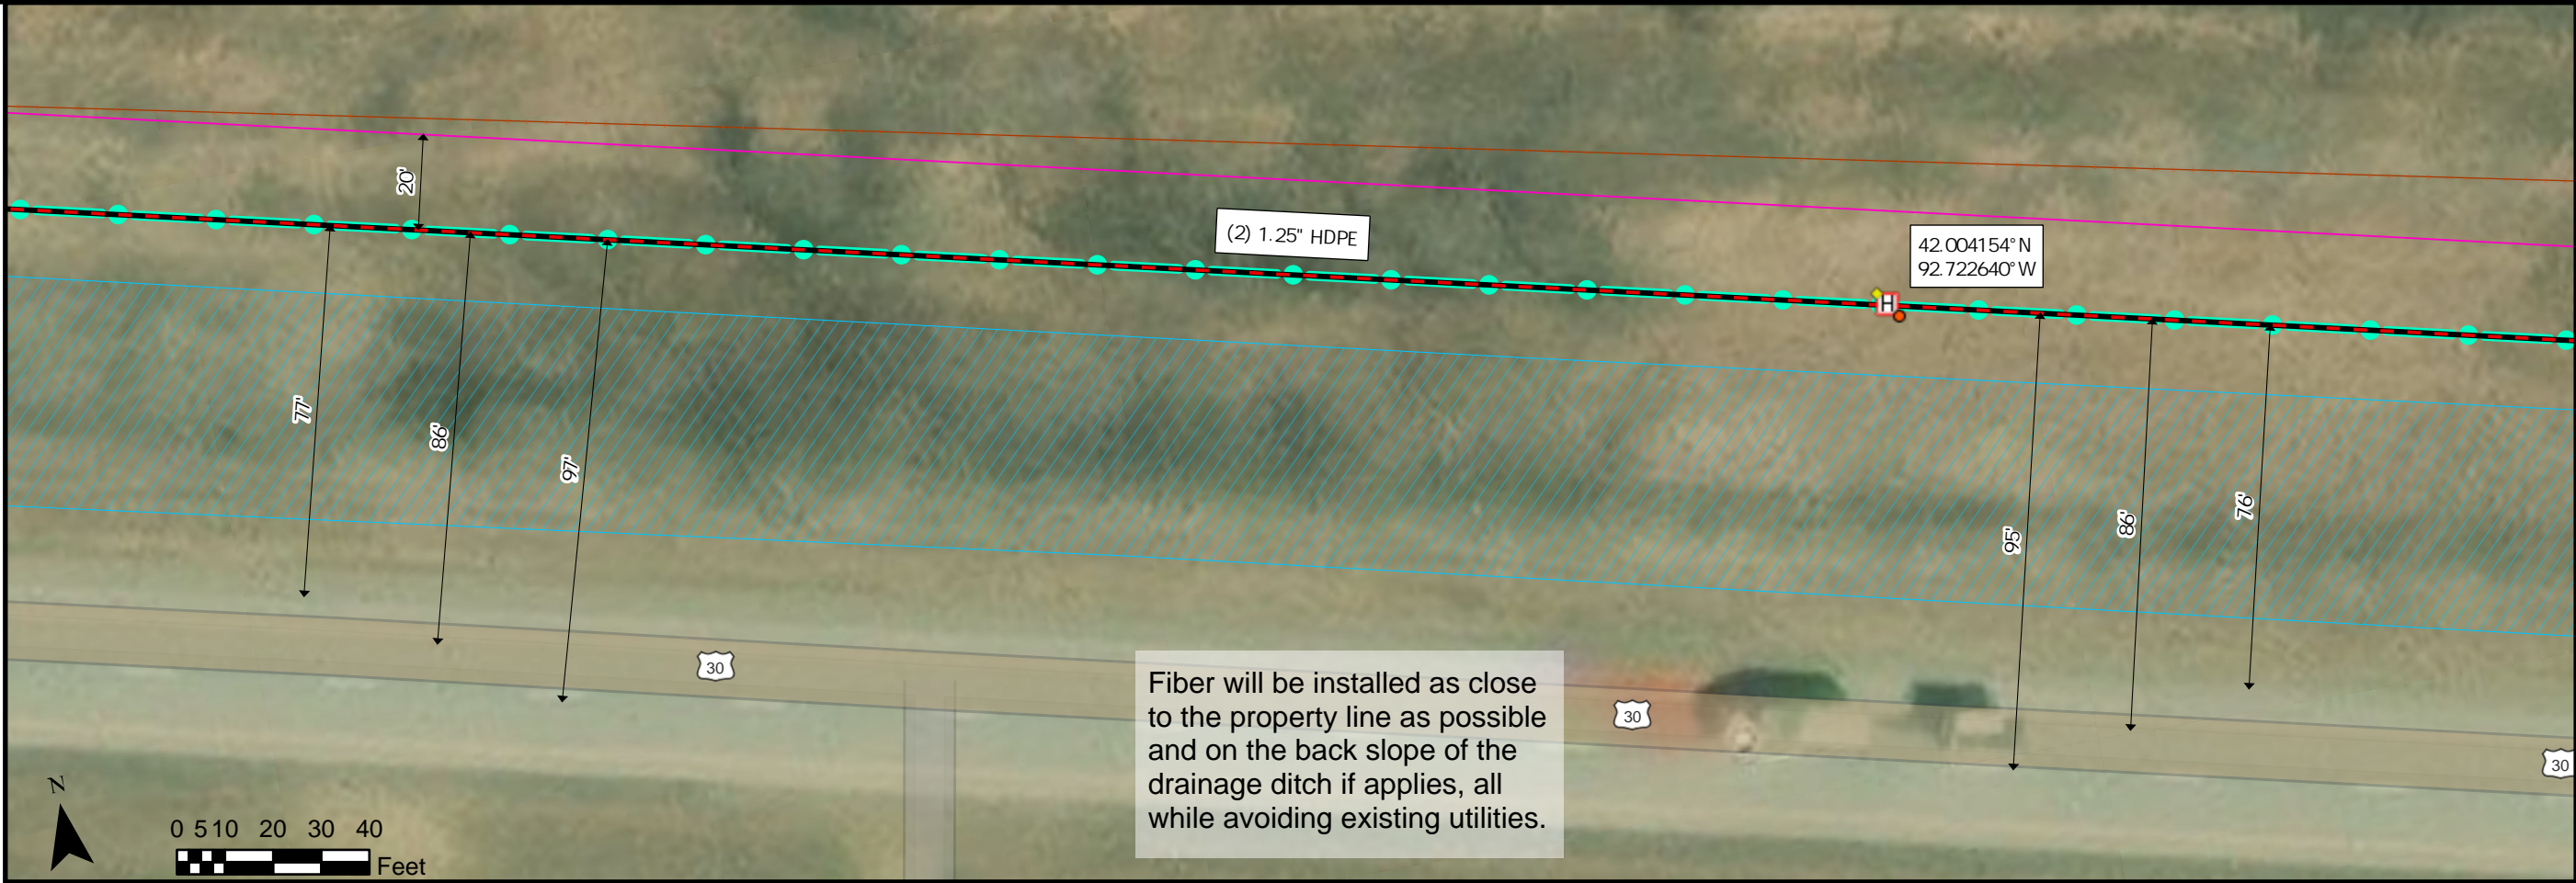 20'
(2) 1.25" HDPE
42.004154° N
92.722640° W
77'
86'
97'
95'
86'
76'
30
30
30
Fiber will be installed as close
to the property line as possible
and on the back slope of the
drainage ditch if applies, all
while avoiding existing utilities.
H
N
0 5 10 20 30 40
Feet